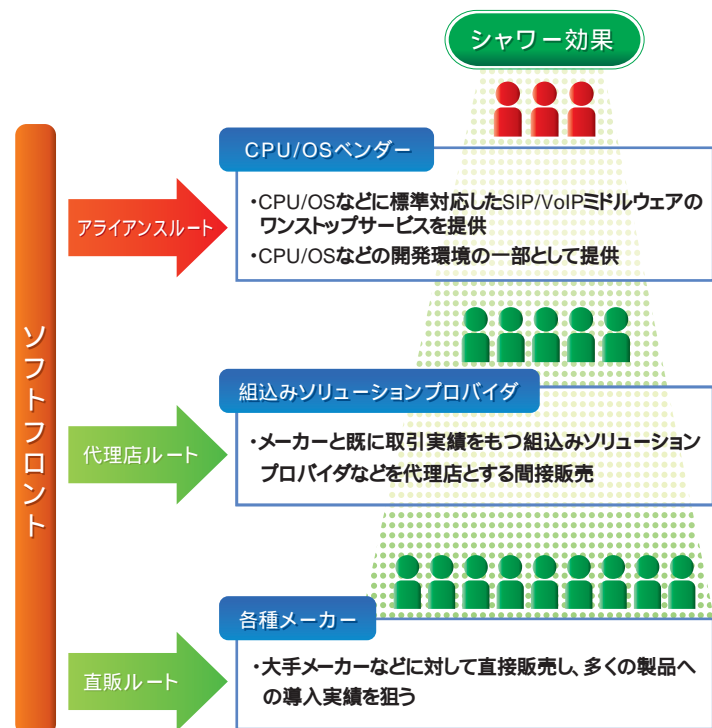 シャワー効果
ソフトフロント
アライアンスルート
CPU/OSベンダー
・CPU/OSなどに標準対応したSIP/VoIPミドルウェアの
ワンストップサービスを提供
・CPU/OSなどの開発環境の一部として提供
代理店ルート
組込みソリューションプロバイダ
・メーカーと既に取引実績をもつ組込みソリューション
プロバイダなどを代理店とする間接販売
直販ルート
各種メーカー
・大手メーカーなどに対して直接販売し、多くの製品へ
の導入実績を狙う